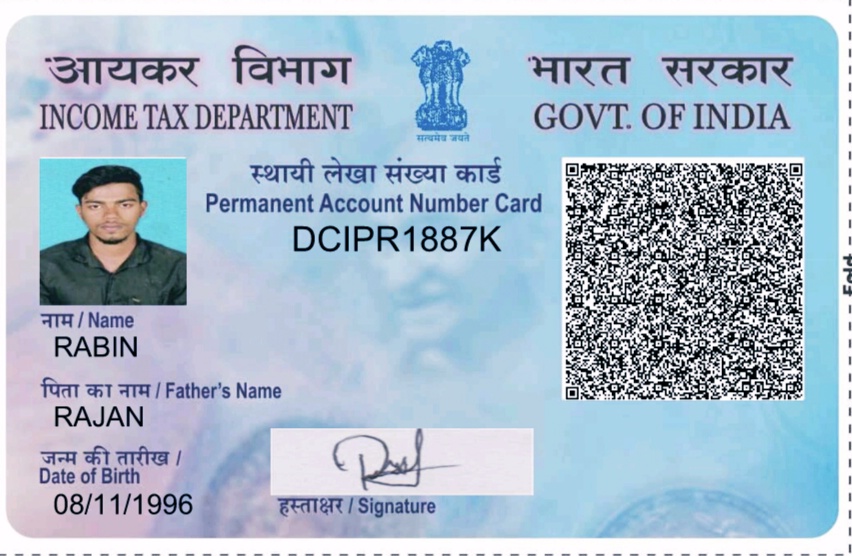 आयकर विभाग
INCOME TAX DEPARTMENT
भारत सरकार
GOVT. OF INDIA
सत्यमेव जयते
स्थायी लेखा संख्या कार्ड
Permanent Account Number Card
DCIPR1887K
नाम / Name
RABIN
पिता का नाम / Father's Name
RAJAN
जन्म की तारीख /
Date of Birth
08/11/1996
हस्ताक्षर / Signature
Fold